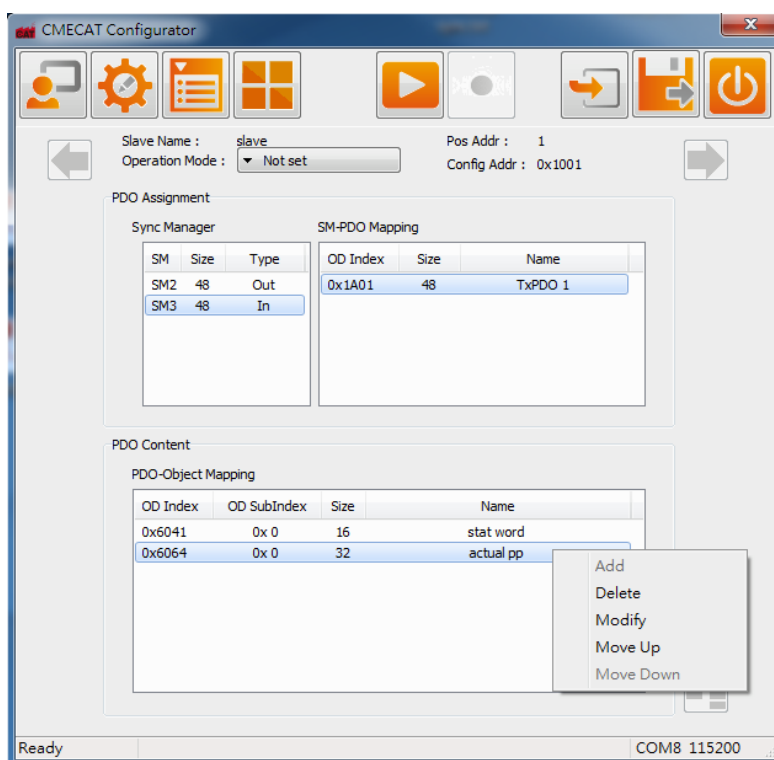 CAT CMECAT Configurator
Slave Name : slave Pos Addr : 1
Operation Mode : Not set Config Addr : 0x1001
PDO Assignment
Sync Manager SM-PDO Mapping
SM Size Type OD Index Size Name
SM2 48 Out 0x1A01 48 TxPDO 1
SM3 48 In
PDO Content
PDO-Object Mapping
OD Index OD SubIndex Size Name
0x6041 0x 0 16 stat word
0x6064 0x 0 32 actual pp
Add
Delete
Modify
Move Up
Move Down
Ready COM8 115200